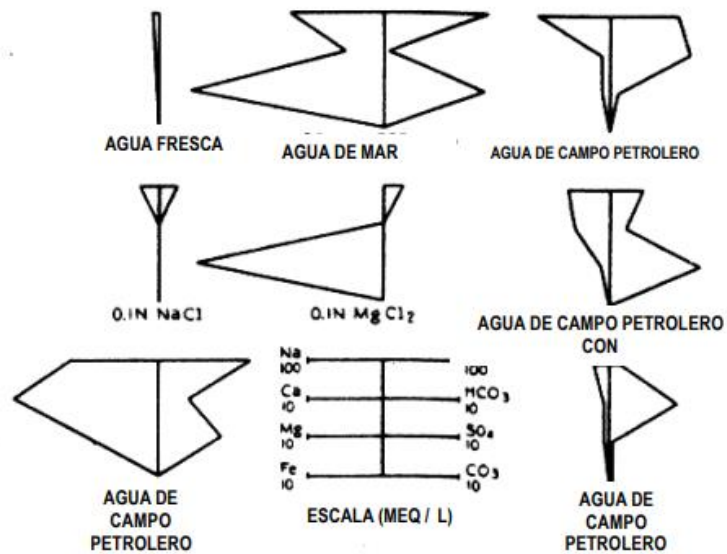 AGUA FRESCA
AGUA DE MAR
AGUA DE CAMPO PETROLERO
0.1N NaCl
0.1N MgCl₂
AGUA DE CAMPO PETROLERO
CON
Na
100
100
Ca
10
HCO₃
10
Mg
10
SO₄
10
Fe
10
CO₃
10
ESCALA (MEQ / L)
AGUA DE
CAMPO
PETROLERO
AGUA DE
CAMPO
PETROLERO